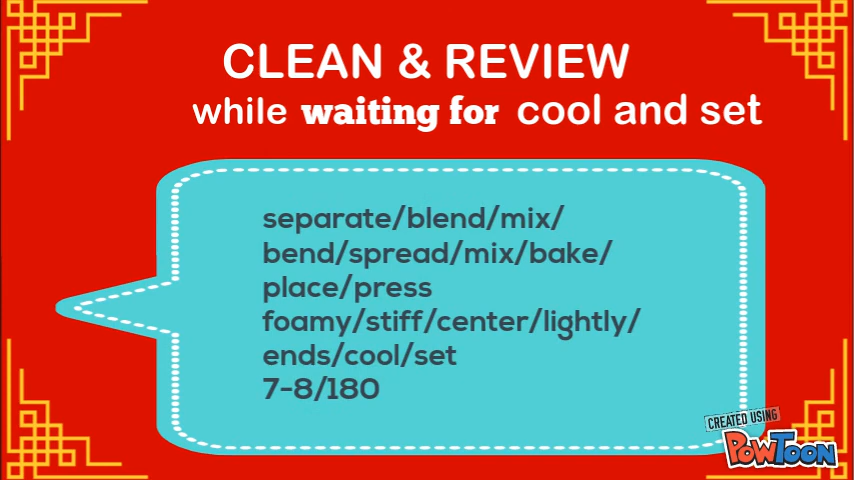 CLEAN & REVIEW
while waiting for cool and set
separate/blend/mix/
bend/spread/mix/bake/
place/press
foamy/stiff/center/lightly/
ends/cool/set
7-8/180
CREATED USING
POWTOON